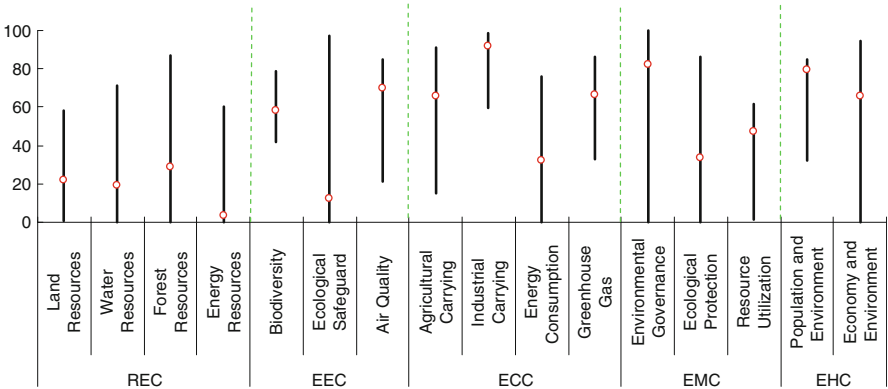 100
80
60
40
20
0
Land
Resources
Water
Resources
Forest
Resources
Energy
Resources
Biodiversity
Ecological
Safeguard
Air Quality
Agricultural
Carrying
Industrial
Carrying
Energy
Consumption
Greenhouse
Gas
Environmental
Governance
Ecological
Protection
Resource
Utilization
Population and
Environment
Economy and
Environment
REC
EEC
ECC
EMC
EHC